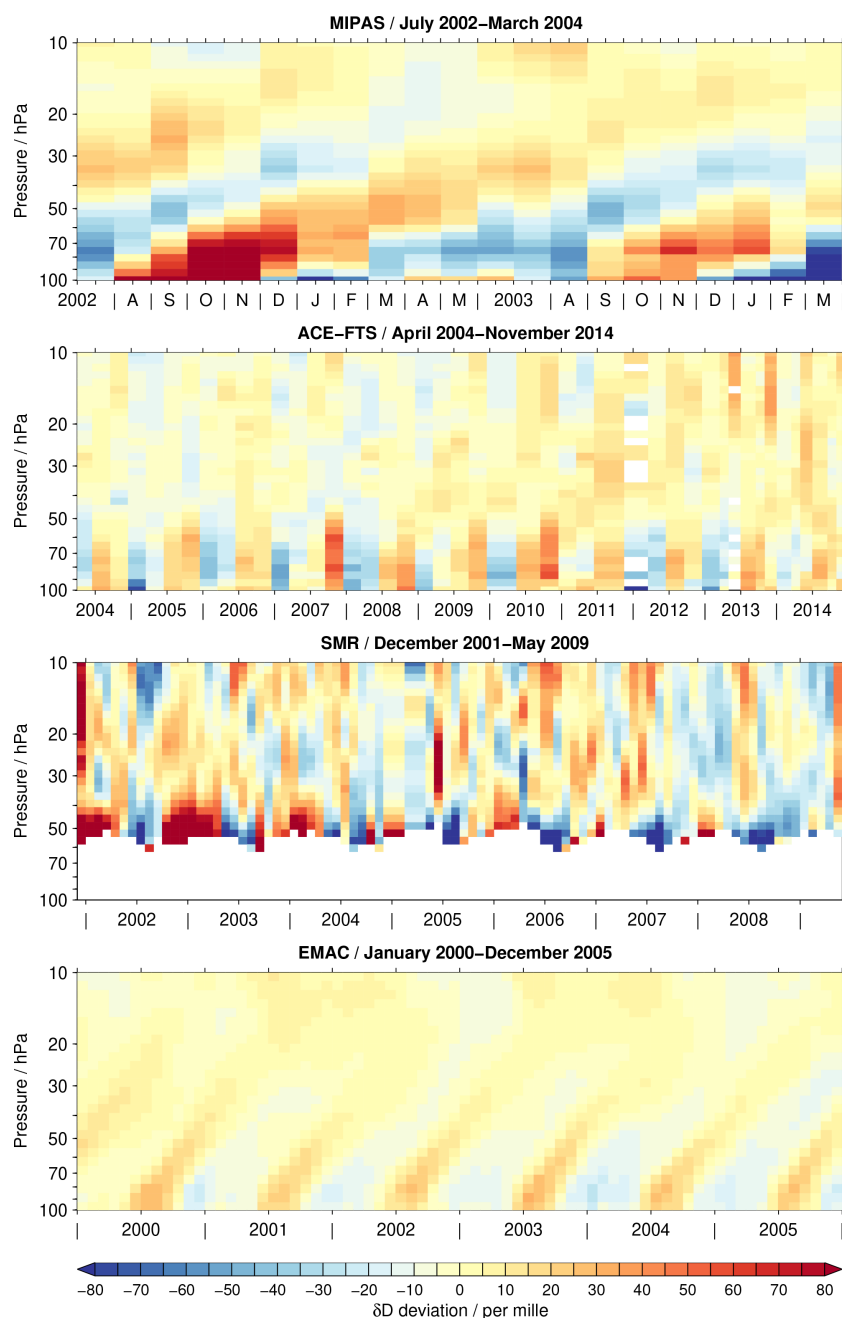 MIPAS / July 2002−March 2004
10
20
30
50
70
100
Pressure / hPa
2002 | A | S | O | N | D | J | F | M | A | M | 2003 | A | S | O | N | D | J | F | M
ACE−FTS / April 2004−November 2014
10
20
30
50
70
100
Pressure / hPa
2004 | 2005 | 2006 | 2007 | 2008 | 2009 | 2010 | 2011 | 2012 | 2013 | 2014
SMR / December 2001−May 2009
10
20
30
50
70
100
Pressure / hPa
| 2002 | 2003 | 2004 | 2005 | 2006 | 2007 | 2008 |
EMAC / January 2000−December 2005
10
20
30
50
70
100
Pressure / hPa
| 2000 | 2001 | 2002 | 2003 | 2004 | 2005 |
−80 −70 −60 −50 −40 −30 −20 −10 0 10 20 30 40 50 60 70 80
δD deviation / per mille